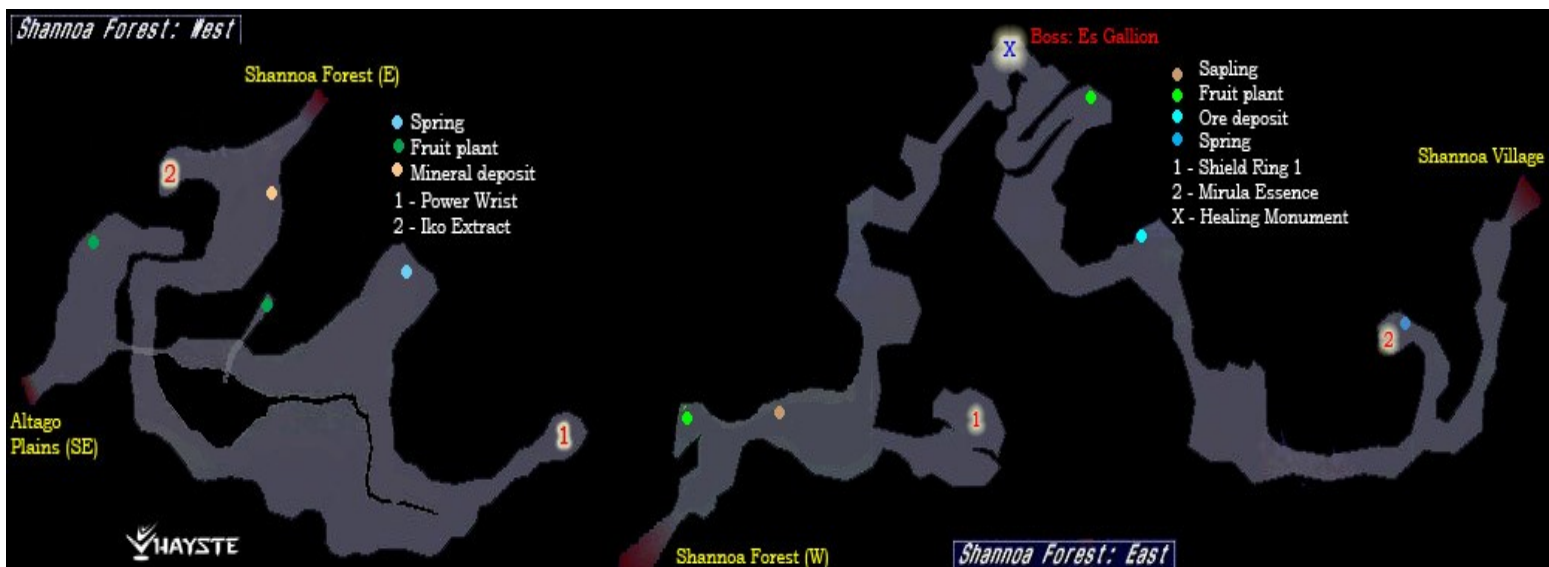 Shannoa Forest: West
Shannoa Forest (E)
Spring
Fruit plant
Mineral deposit
1 - Power Wrist
2 - Iko Extract
2
1
Altago
Plains (SE)
HAYSTE
X
Boss: Es Gallion
Sapling
Fruit plant
Ore deposit
Spring
1 - Shield Ring 1
2 - Mirula Essence
X - Healing Monument
Shannoa Village
2
1
Shannoa Forest (W)
Shannoa Forest: East